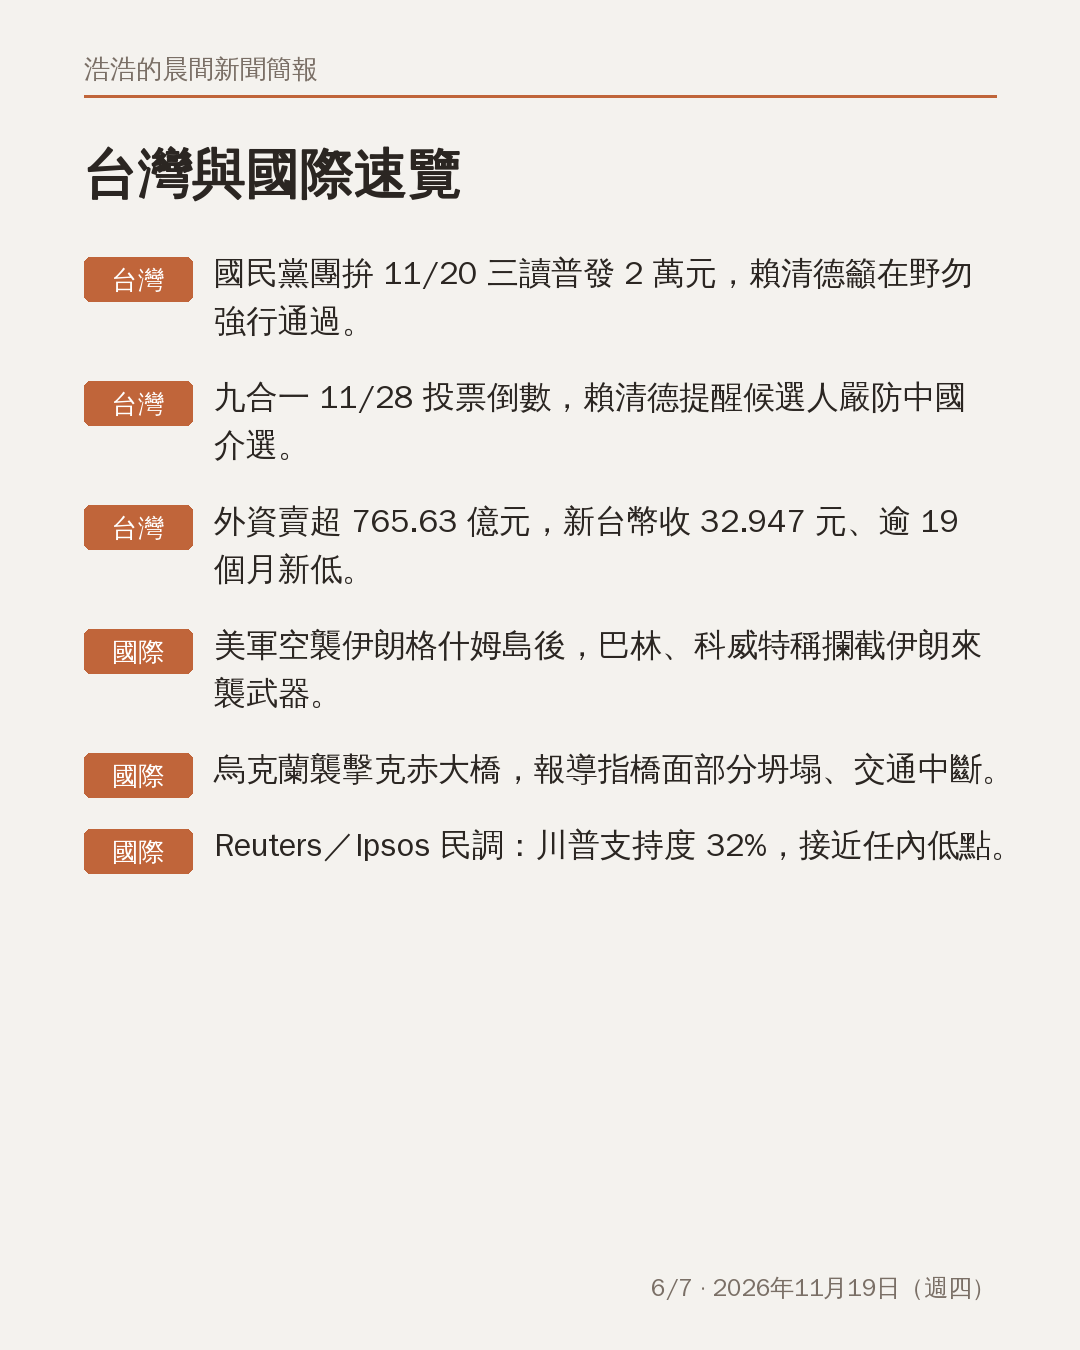 浩浩的晨間新聞簡報
台灣與國際速覽
台灣 國民黨團拚 11/20 三讀普發 2 萬元，賴清德籲在野勿
強行通過。
台灣 九合一 11/28 投票倒數，賴清德提醒候選人嚴防中國
介選。
台灣 外資賣超 765.63 億元，新台幣收 32.947 元、逾 19
個月新低。
國際 美軍空襲伊朗格什姆島後，巴林、科威特稱攔截伊朗來
襲武器。
國際 烏克蘭襲擊克赤大橋，報導指橋面部分坍塌、交通中斷。
國際 Reuters／Ipsos 民調：川普支持度 32%，接近任內低點。
6/7 · 2026年11月19日（週四）